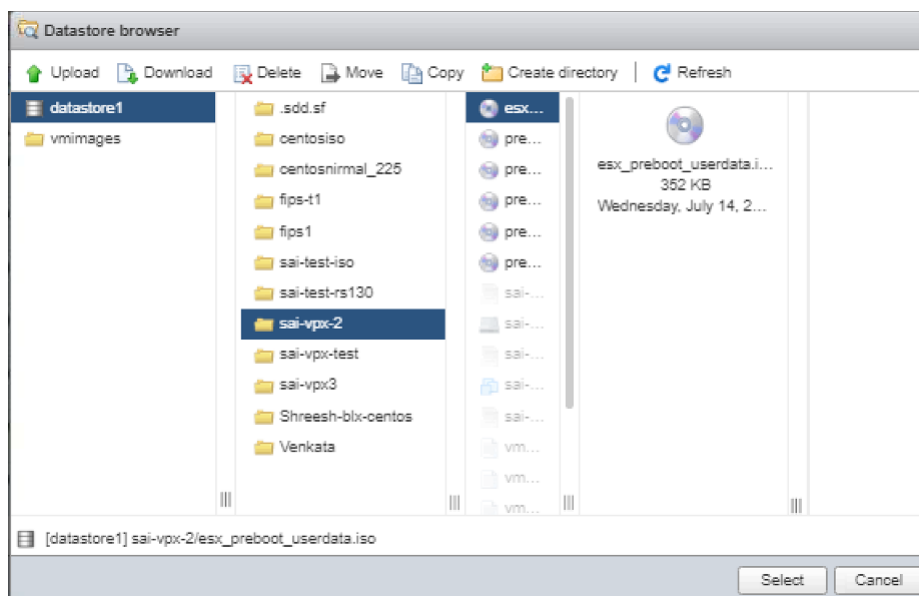 Datastore browser
Upload Download Delete Move Copy Create directory Refresh
datastore1
vmimages
.sdd.sf
centosiso
centosnirmal_225
fips-t1
fips1
sai-test-iso
sai-test-rs130
sai-vpx-2
sai-vpx-test
sai-vpx3
Shreesh-blx-centos
Venkata
esx...
pre...
pre...
pre...
pre...
pre...
sai-...
sai-...
sai-...
sai-...
sai-...
vm...
vm...
vm...
esx_preboot_userdata.i...
352 KB
Wednesday, July 14, 2...
[datastore1] sai-vpx-2/esx_preboot_userdata.iso
Select Cancel